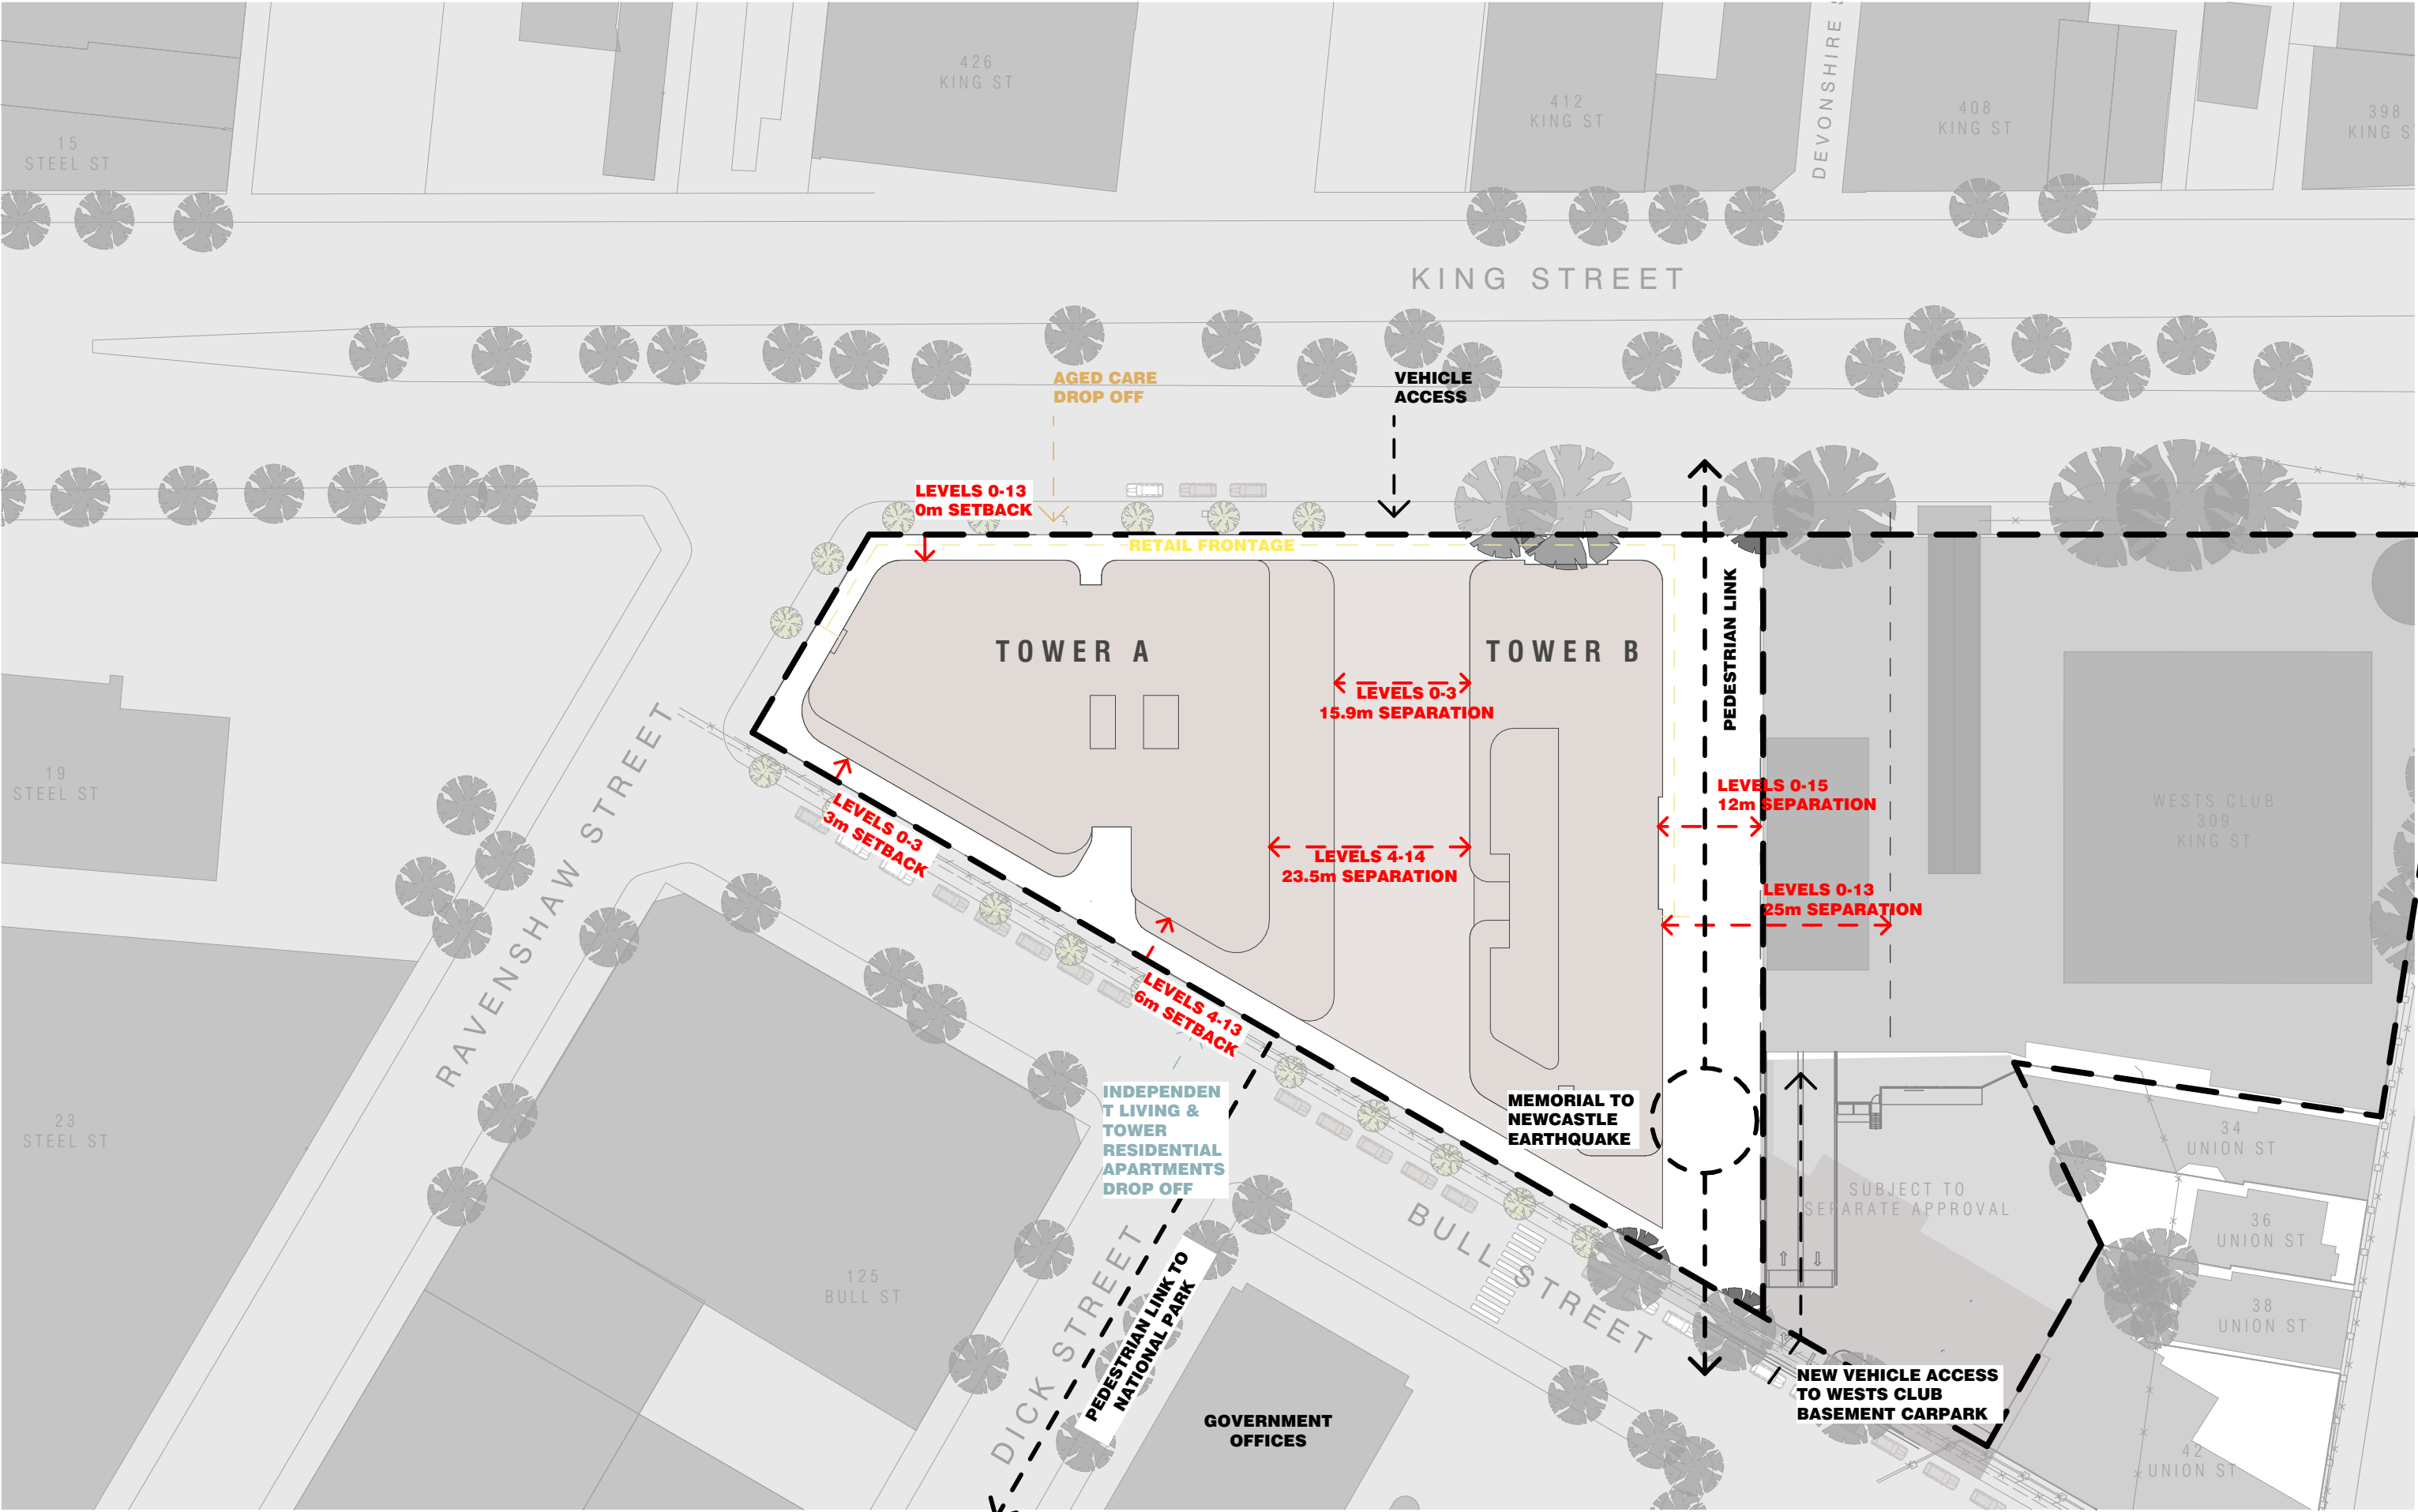 426
KING ST
412
KING ST
DEVONSHIRE S
408
KING ST
398
KING S
15
STEEL ST
KING STREET
AGED CARE
DROP OFF
VEHICLE
ACCESS
LEVELS 0-13
0m SETBACK
RETAIL FRONTAGE
TOWER A
TOWER B
PEDESTRIAN LINK
LEVELS 0-3
15.9m SEPARATION
LEVELS 4-14
23.5m SEPARATION
LEVELS 0-15
12m SEPARATION
LEVELS 0-13
25m SEPARATION
WESTS CLUB
309
KING ST
19
STEEL ST
RAVENSHAW STREET
LEVELS 0-3
3m SETBACK
LEVELS 4-13
6m SETBACK
INDEPENDEN
T LIVING &
TOWER
RESIDENTIAL
APARTMENTS
DROP OFF
MEMORIAL TO
NEWCASTLE
EARTHQUAKE
23
STEEL ST
34
UNION ST
SUBJECT TO
SEPARATE APPROVAL
36
UNION ST
38
UNION ST
125
BULL ST
BULL STREET
DICK STREET
PEDESTRIAN LINK TO
NATIONAL PARK
GOVERNMENT
OFFICES
NEW VEHICLE ACCESS
TO WESTS CLUB
BASEMENT CARPARK
42
UNION ST